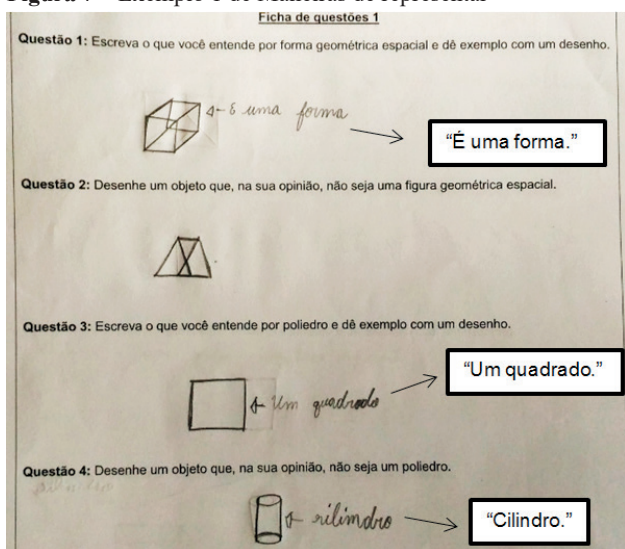 Ficha de questões 1
Questão 1: Escreva o que você entende por forma geométrica espacial e dê exemplo com um desenho.
É uma forma
“É uma forma.”
Questão 2: Desenhe um objeto que, na sua opinião, não seja uma figura geométrica espacial.
Questão 3: Escreva o que você entende por poliedro e dê exemplo com um desenho.
“Um quadrado.”
Um quadrado
Questão 4: Desenhe um objeto que, na sua opinião, não seja um poliedro.
rilindro
“Cilindro.”